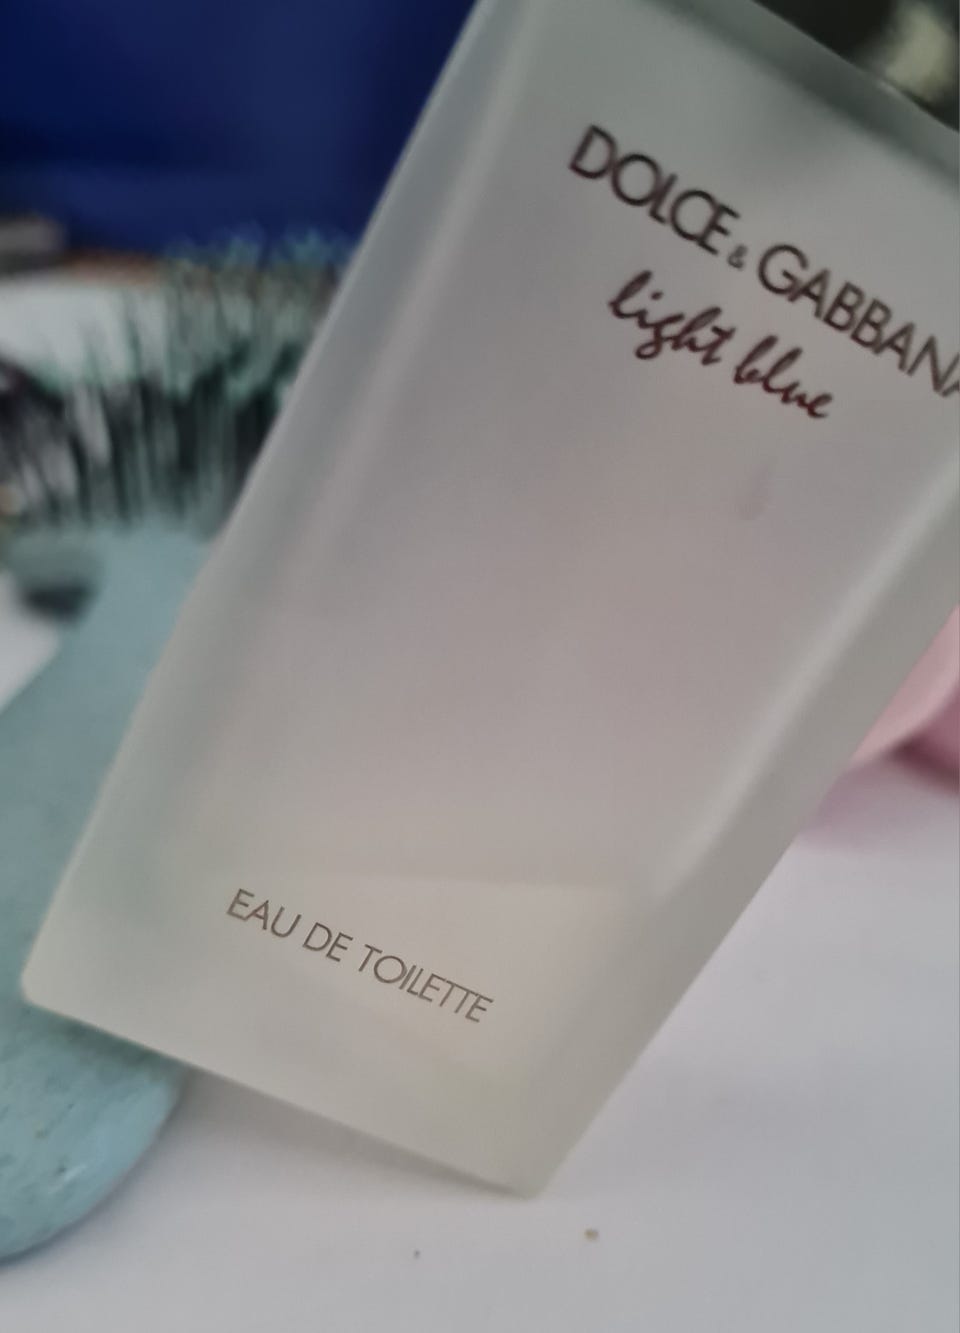 DOLCE & GABBANA
light blue
EAU DE TOILETTE